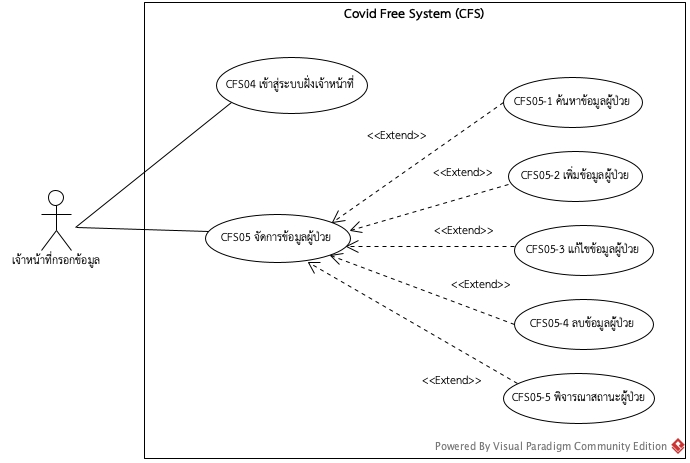 Covid Free System (CFS)
CFS04 เข้าสู่ระบบฝั่งเจ้าหน้าที่
CFS05-1 ค้นหาข้อมูลผู้ป่วย
<<Extend>>
<<Extend>>
CFS05-2 เพิ่มข้อมูลผู้ป่วย
<<Extend>>
CFS05 จัดการข้อมูลผู้ป่วย
CFS05-3 แก้ไขข้อมูลผู้ป่วย
เจ้าหน้าที่กรอกข้อมูล
<<Extend>>
CFS05-4 ลบข้อมูลผู้ป่วย
<<Extend>>
CFS05-5 พิจารณาสถานะผู้ป่วย
Powered By Visual Paradigm Community Edition